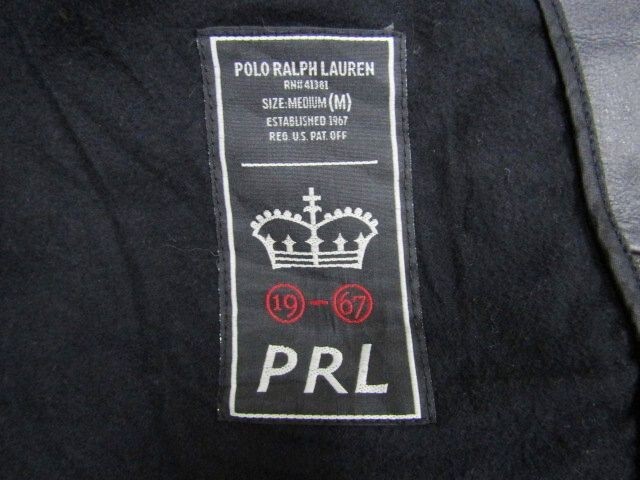 POLO RALPH LAUREN
RN# 41381
SIZE: MEDIUM (M)
ESTABLISHED 1967
REG. U.S. PAT. OFF
19 - 67
PRL